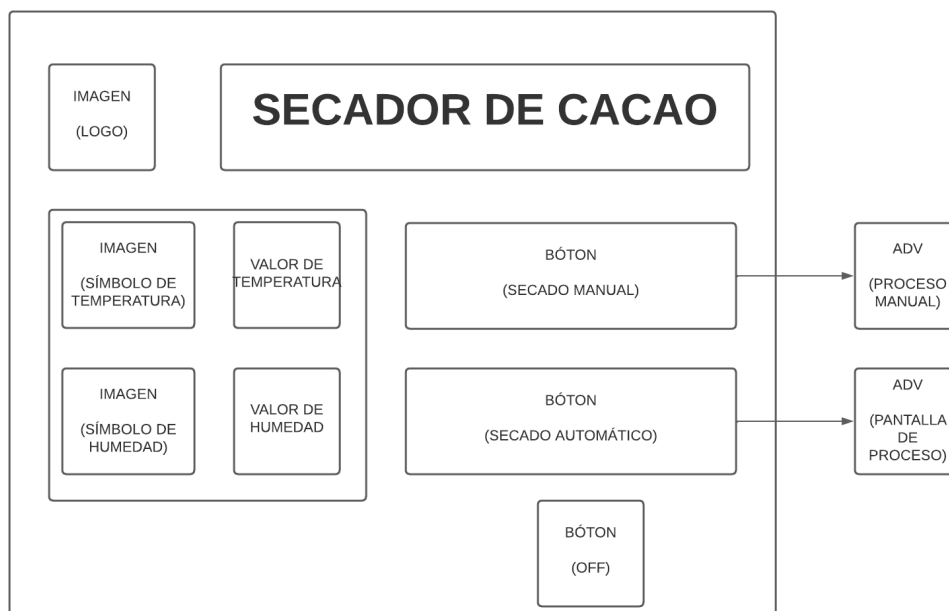 IMAGEN
(LOGO)
SECADOR DE CACAO
IMAGEN
(SÍMBOLO DE
TEMPERATURA)
VALOR DE
TEMPERATURA
BÓTON
(SECADO MANUAL)
ADV
(PROCESO
MANUAL)
IMAGEN
(SÍMBOLO DE
HUMEDAD)
VALOR DE
HUMEDAD
BÓTON
(SECADO AUTOMÁTICO)
ADV
(PANTALLA
DE
PROCESO)
BÓTON
(OFF)